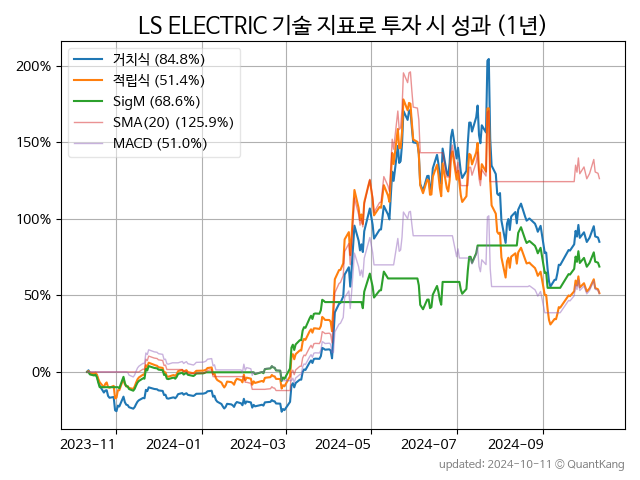 LS ELECTRIC 기술 지표로 투자 시 성과 (1년)
200%
150%
100%
50%
0%
거치식 (84.8%)
적립식 (51.4%)
SigM (68.6%)
SMA(20) (125.9%)
MACD (51.0%)
2023-11
2024-01
2024-03
2024-05
2024-07
2024-09
updated: 2024-10-11 © QuantKang